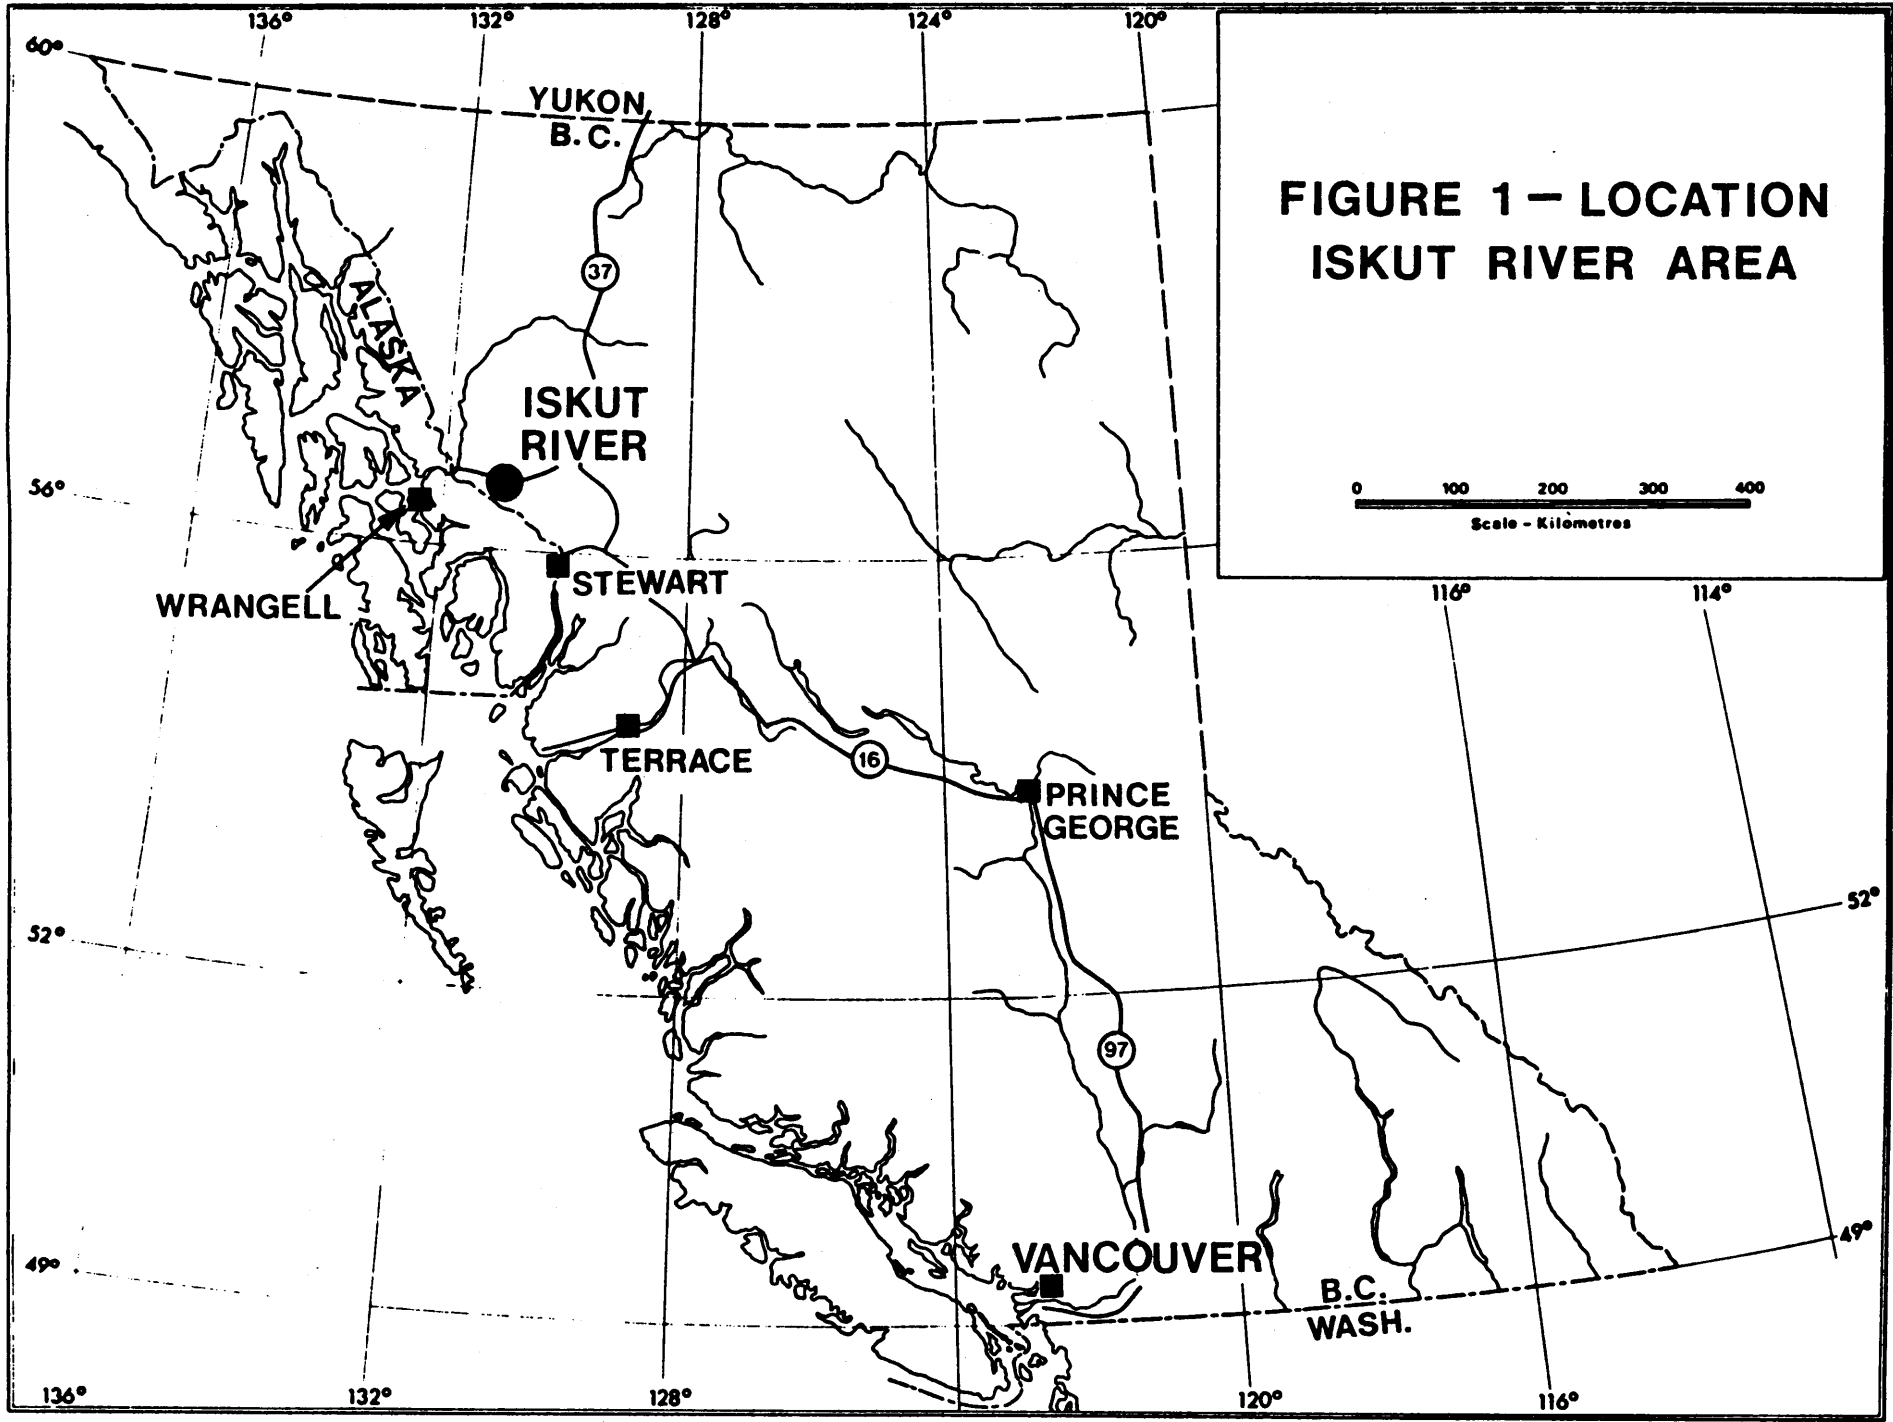 136° 132° 128° 124° 120°
60°
YUKON
B.C.
FIGURE 1 — LOCATION
ISKUT RIVER AREA
37
ALASKA
ISKUT
RIVER
56°
0 100 200 300 400
Scale - Kilometres
STEWART
WRANGELL
116° 114°
TERRACE
16
PRINCE
GEORGE
52°
52°
97
49°
49°
VANCOUVER
B.C.
WASH.
136° 132° 128° 120° 116°